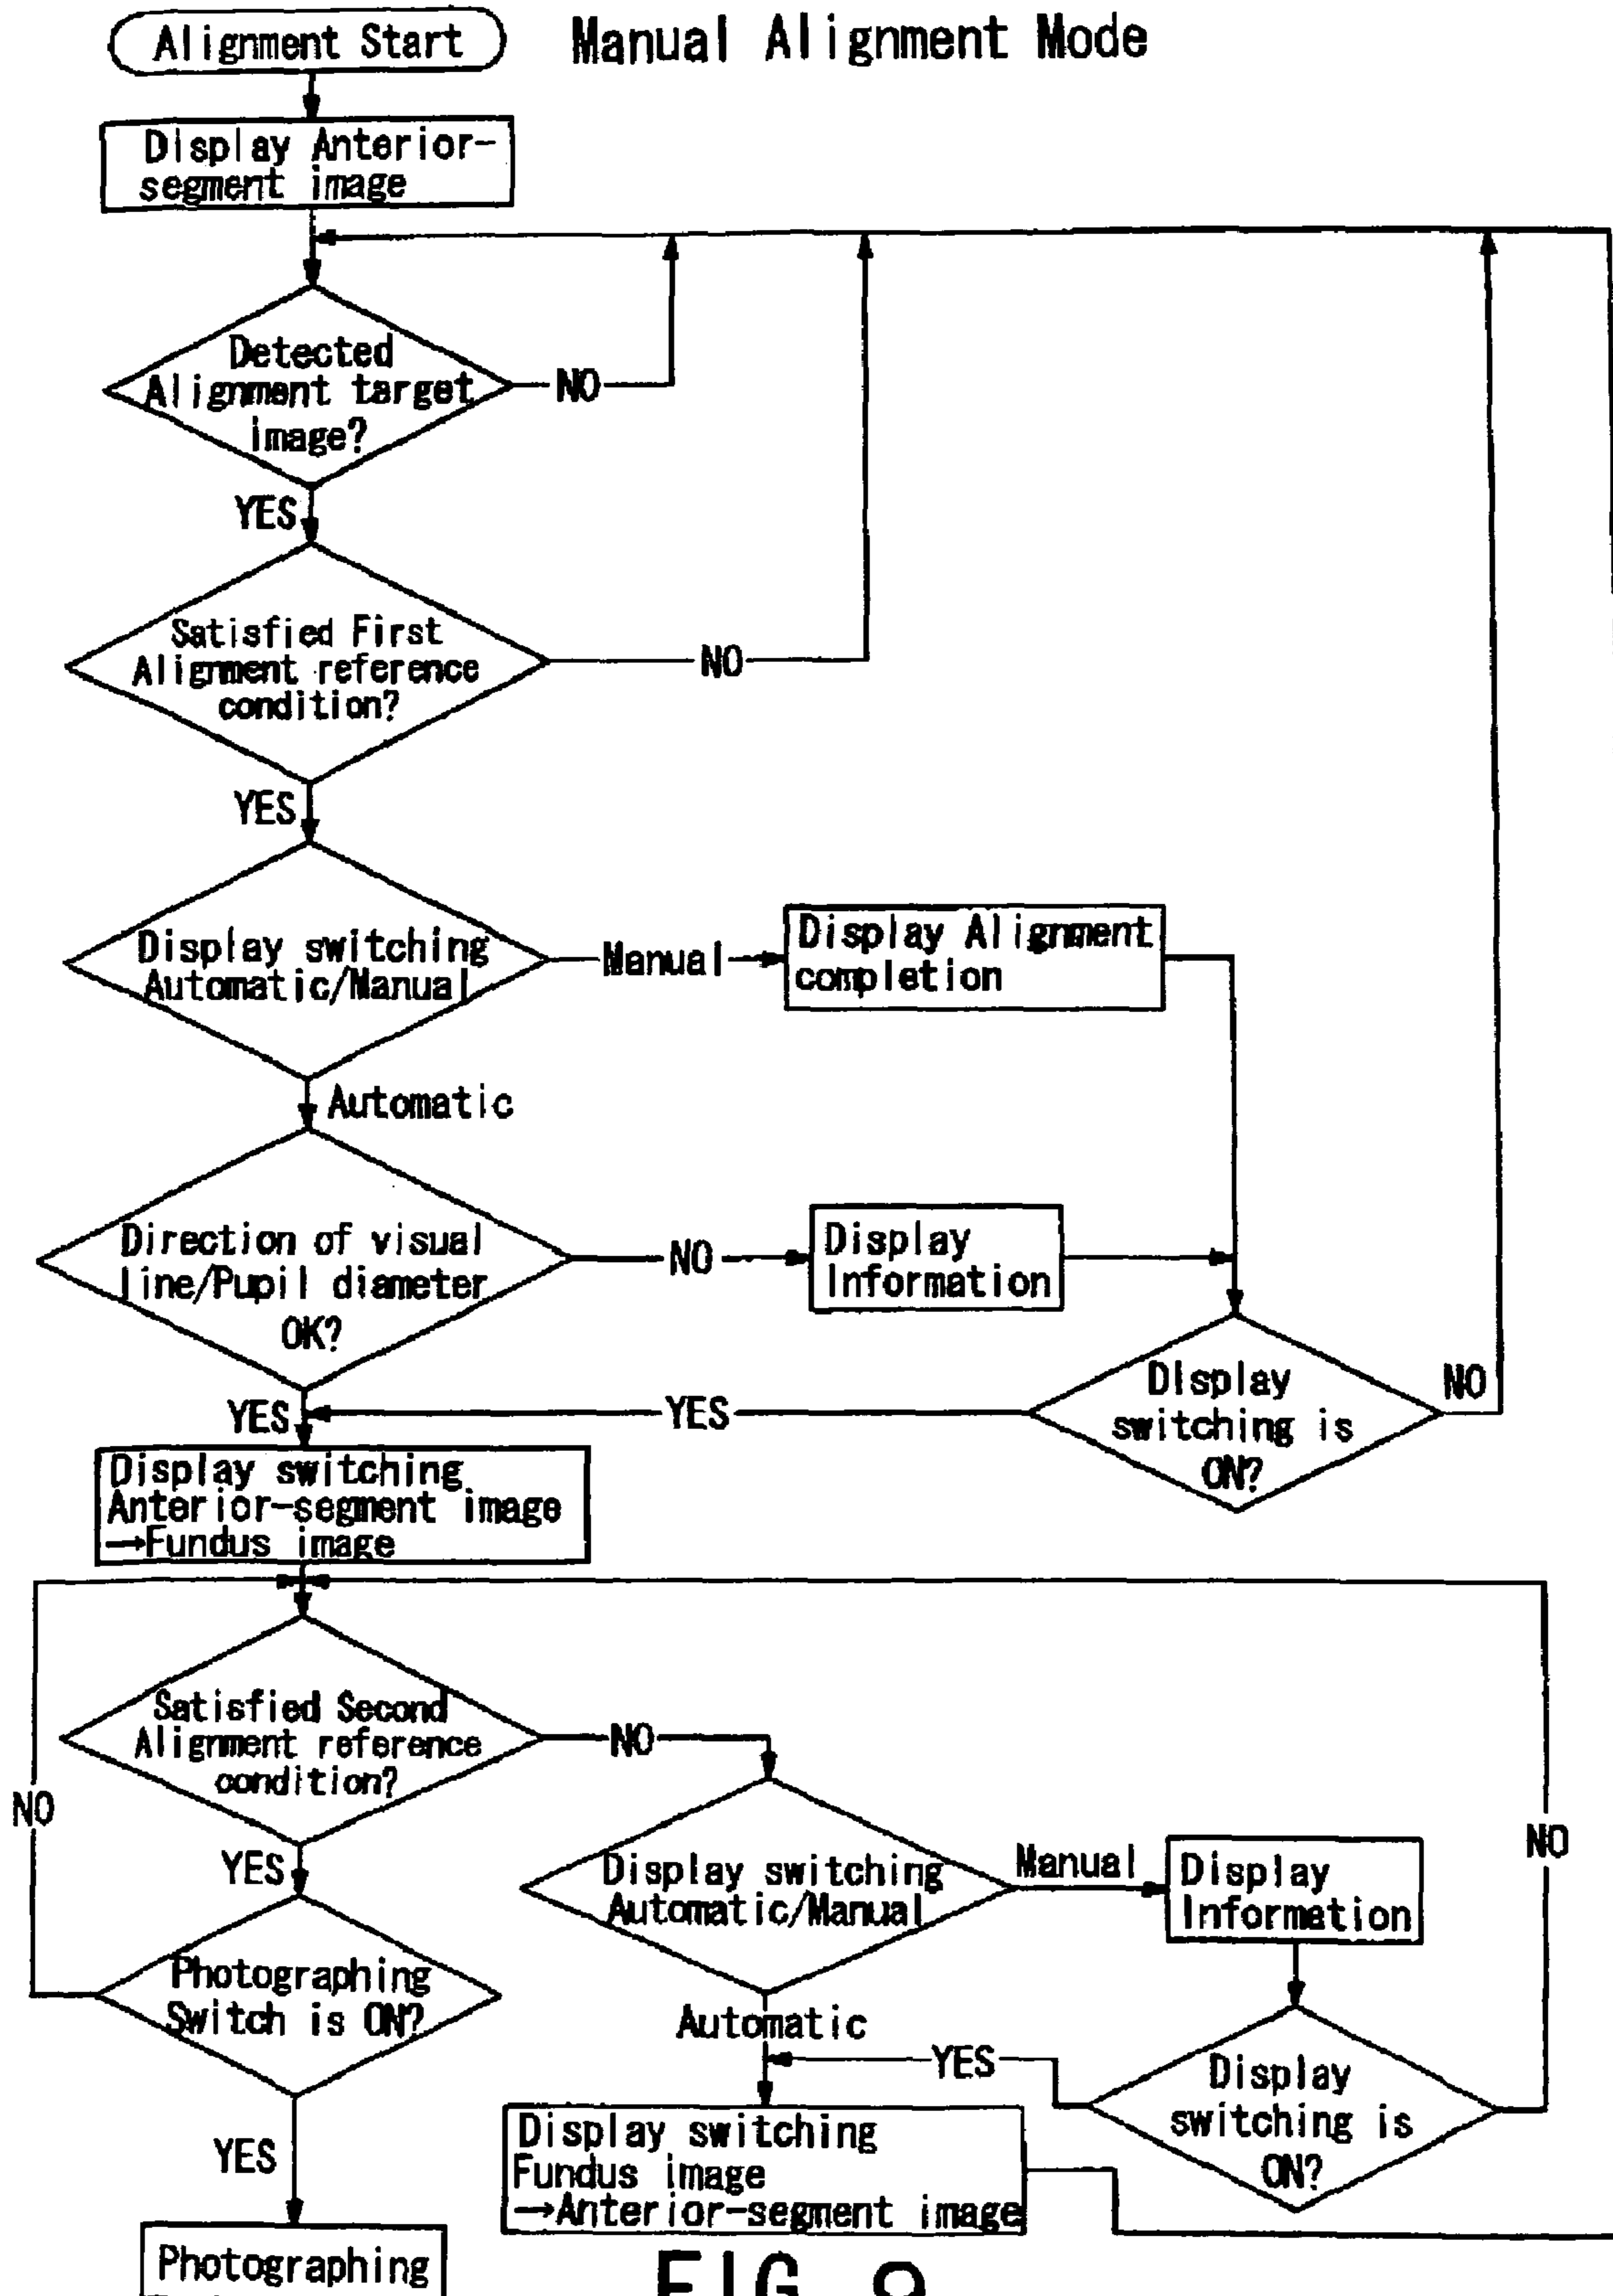 Alignment Start
Manual Alignment Mode
Display Anterior-
segment image
Detected
Alignment target
image?
NO
YES
Satisfied First
Alignment reference
condition?
NO
YES
Display switching
Automatic/Manual
Manual
Display Alignment
completion
Automatic
Direction of visual
line/Pupil diameter
OK?
NO
Display
Information
Display
switching is
ON?
NO
YES
YES
Display switching
Anterior-segment image
→Fundus image
Satisfied Second
Alignment reference
condition?
NO
NO
YES
Display switching
Automatic/Manual
Manual
Display
Information
NO
Photographing
Switch is ON?
Automatic
YES
Display
switching is
ON?
YES
Display switching
Fundus image
→Anterior-segment image
Photographing
FIG. 9